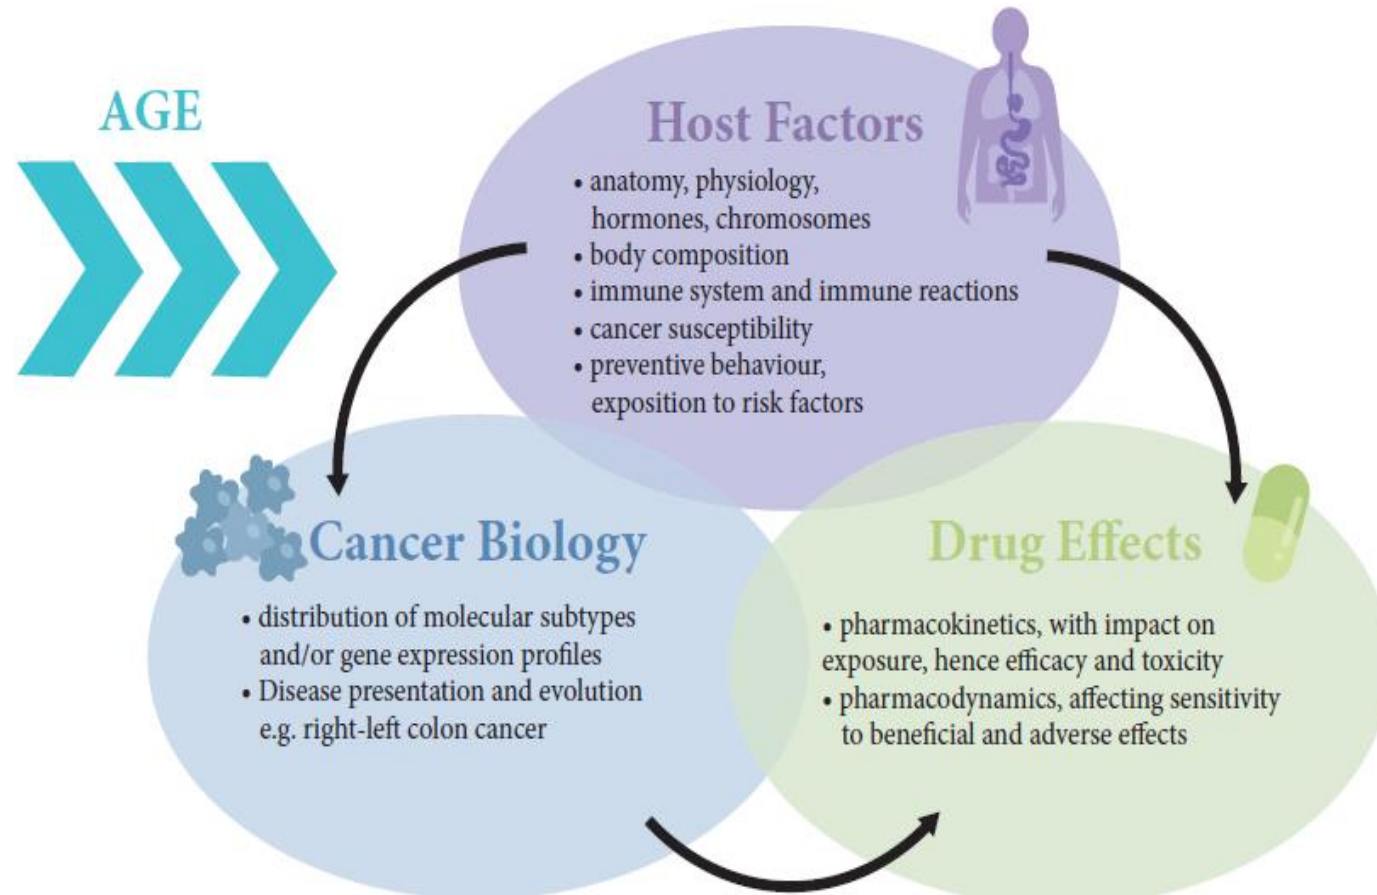 AGE
Host Factors
• anatomy, physiology,
hormones, chromosomes
• body composition
• immune system and immune reactions
• cancer susceptibility
• preventive behaviour,
exposition to risk factors
Cancer Biology
• distribution of molecular subtypes
and/or gene expression profiles
• Disease presentation and evolution
e.g. right-left colon cancer
Drug Effects
• pharmacokinetics, with impact on
exposure, hence efficacy and toxicity
• pharmacodynamics, affecting sensitivity
to beneficial and adverse effects